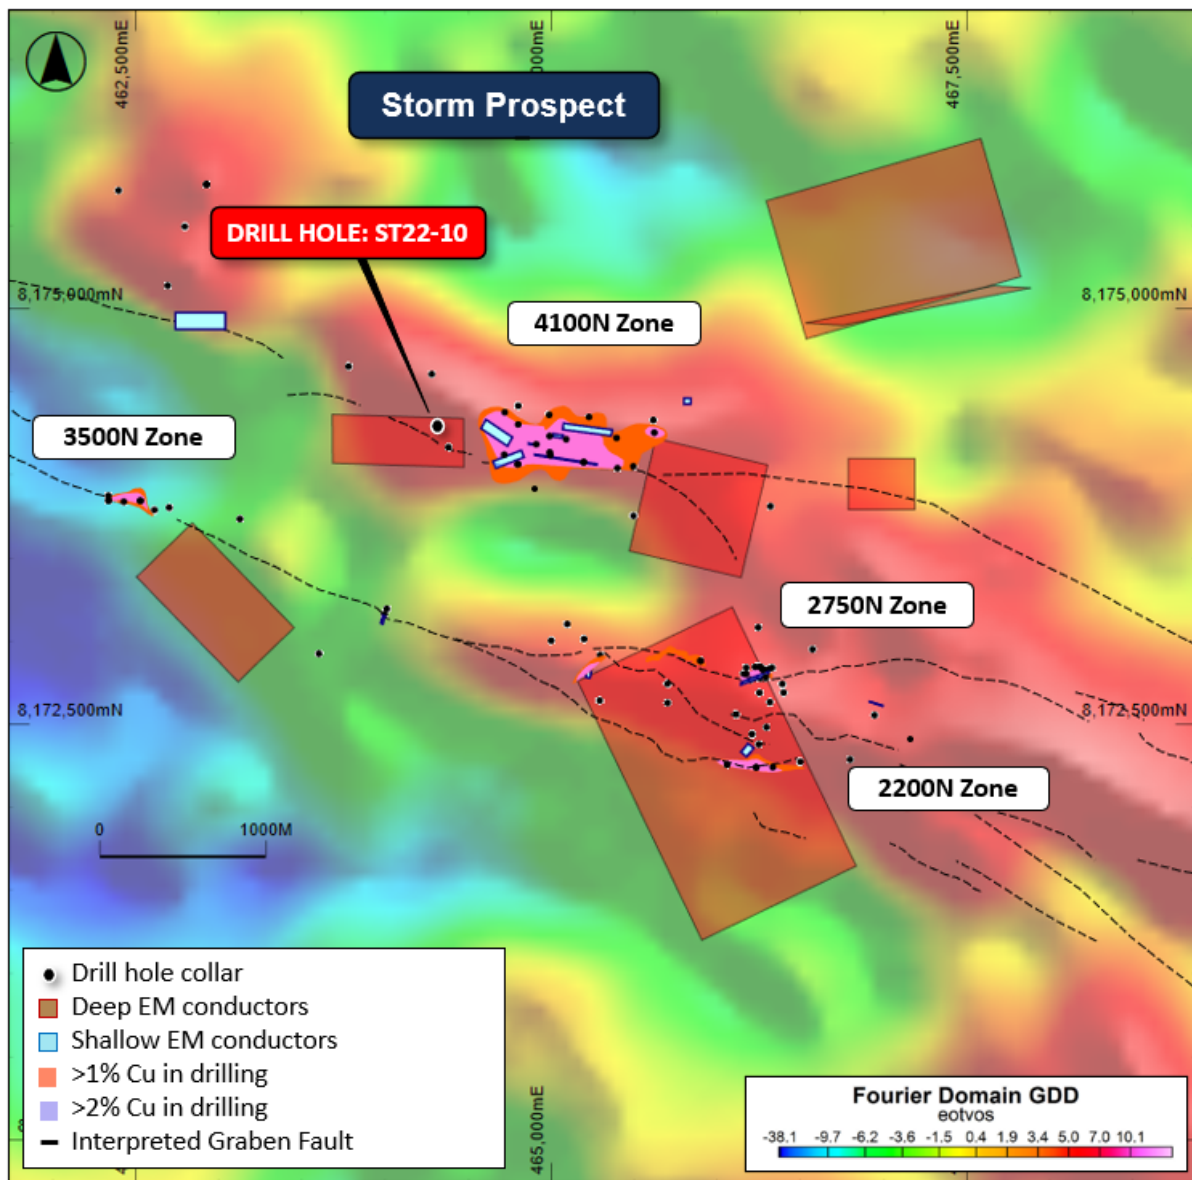 462,500mE
467,500mE
Storm Prospect
DRILL HOLE: ST22-10
8,175,000mN
8,175,000mN
4100N Zone
3500N Zone
2750N Zone
8,172,500mN
8,172,500mN
2200N Zone
0 1000M
Drill hole collar
Deep EM conductors
Shallow EM conductors
>1% Cu in drilling
>2% Cu in drilling
Interpreted Graben Fault
465,000mE
Fourier Domain GDD
eotvos
-38.1 -9.7 -6.2 -3.6 -1.5 0.4 1.9 3.4 5.0 7.0 10.1